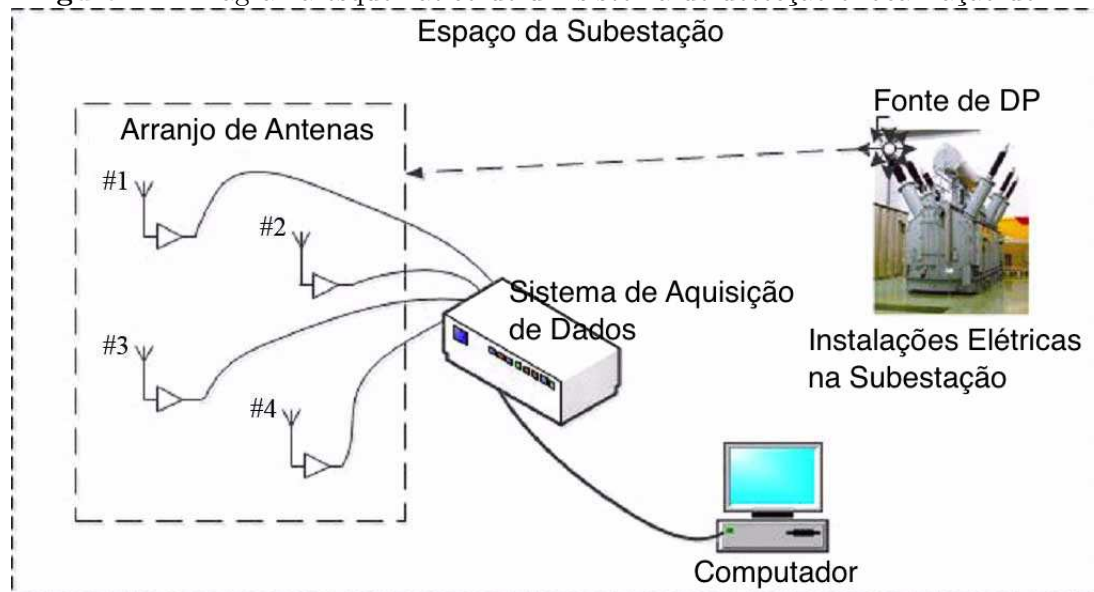 Espaço da Subestação
Fonte de DP
Arranjo de Antenas
#1
#2
Sistema de Aquisição
de Dados
#3
Instalações Elétricas
na Subestação
#4
Computador